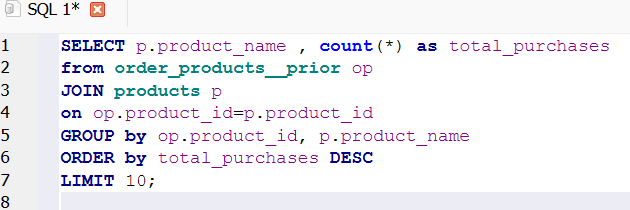 SQL 1*
1 SELECT p.product_name , count(*) as total_purchases
2 from order_products__prior op
3 JOIN products p
4 on op.product_id=p.product_id
5 GROUP by op.product_id, p.product_name
6 ORDER by total_purchases DESC
7 LIMIT 10;
8